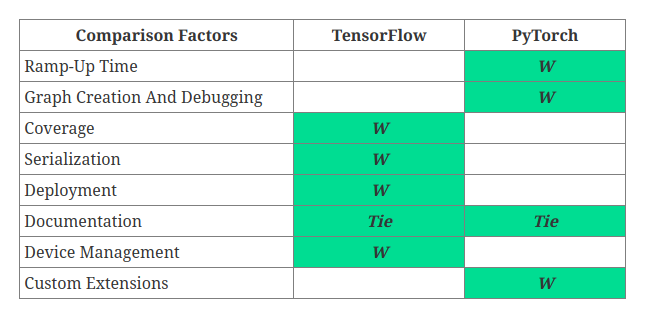 Comparison Factors TensorFlow PyTorch
Ramp-Up Time W
Graph Creation And Debugging W
Coverage W
Serialization W
Deployment W
Documentation Tie Tie
Device Management W
Custom Extensions W